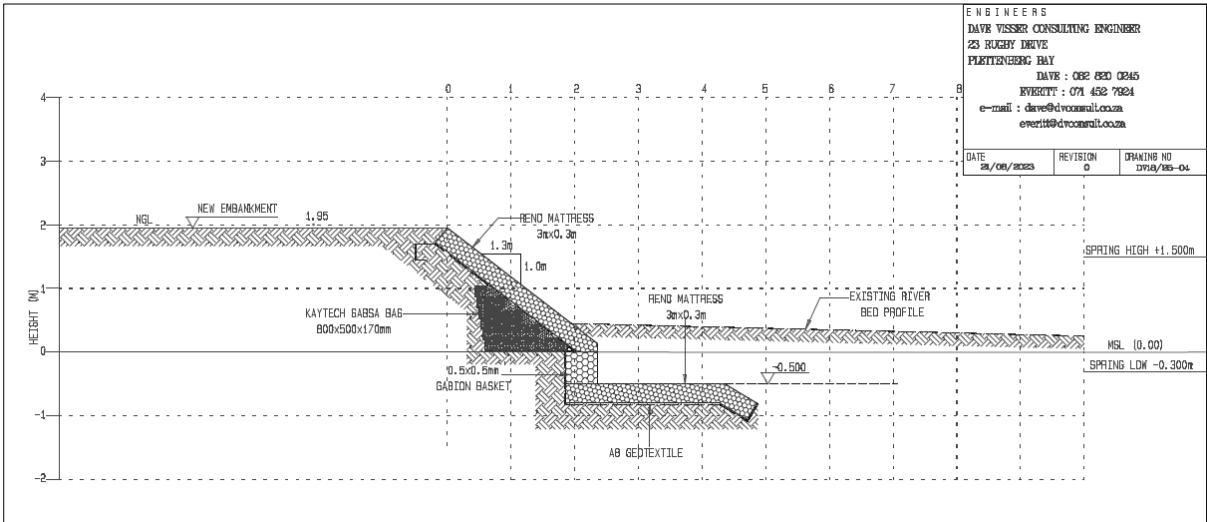 ENGINEERS
DAVE VISSER CONSULTING ENGINEER
23 RUGBY DRIVE
PLETTENBERG BAY
DAVE : 082 820 0245
EVERITT : 071 452 7924
e-mail : dave@dvconsult.co.za
everitt@dvconsult.co.za
DATE
21/08/2023
REVISION
0
DRAWING NO
0 1 2 3 4 5 6 7 8
4
3
2
1
0
-1
-2
HEIGHT (M)
NGL
NEW EMBANKMENT
1.95
RENO MATTRESS
3mx0.3m
1.3m
1.0m
SPRING HIGH +1.500m
KAYTECH GABSA BAG
800x500x170mm
RENO MATTRESS
3mx0.3m
EXISTING RIVER
BED PROFILE
MSL (0.00)
SPRING LOW -0.300m
0.5x0.5mm
GABION BASKET
-0.500
A8 GEOTEXTILE